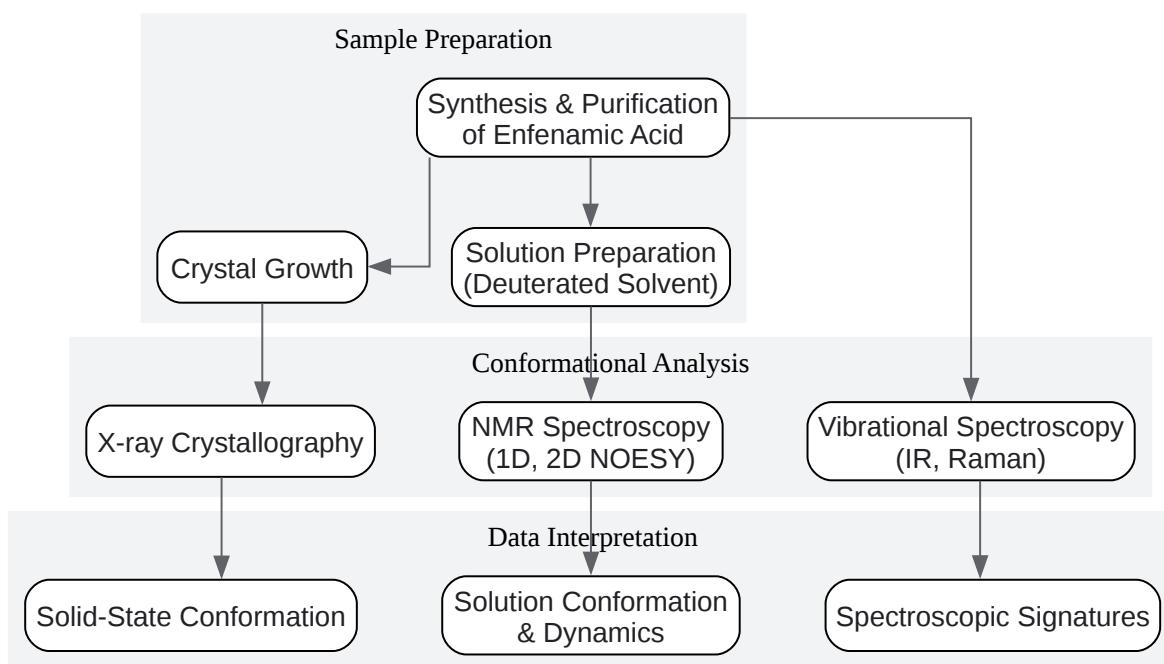 Sample Preparation
Synthesis & Purification
of Enfenamic Acid
Crystal Growth
Solution Preparation
(Deuterated Solvent)
Conformational Analysis
X-ray Crystallography
NMR Spectroscopy
(1D, 2D NOESY)
Vibrational Spectroscopy
(IR, Raman)
Data Interpretation
Solid-State Conformation
Solution Conformation
& Dynamics
Spectroscopic Signatures